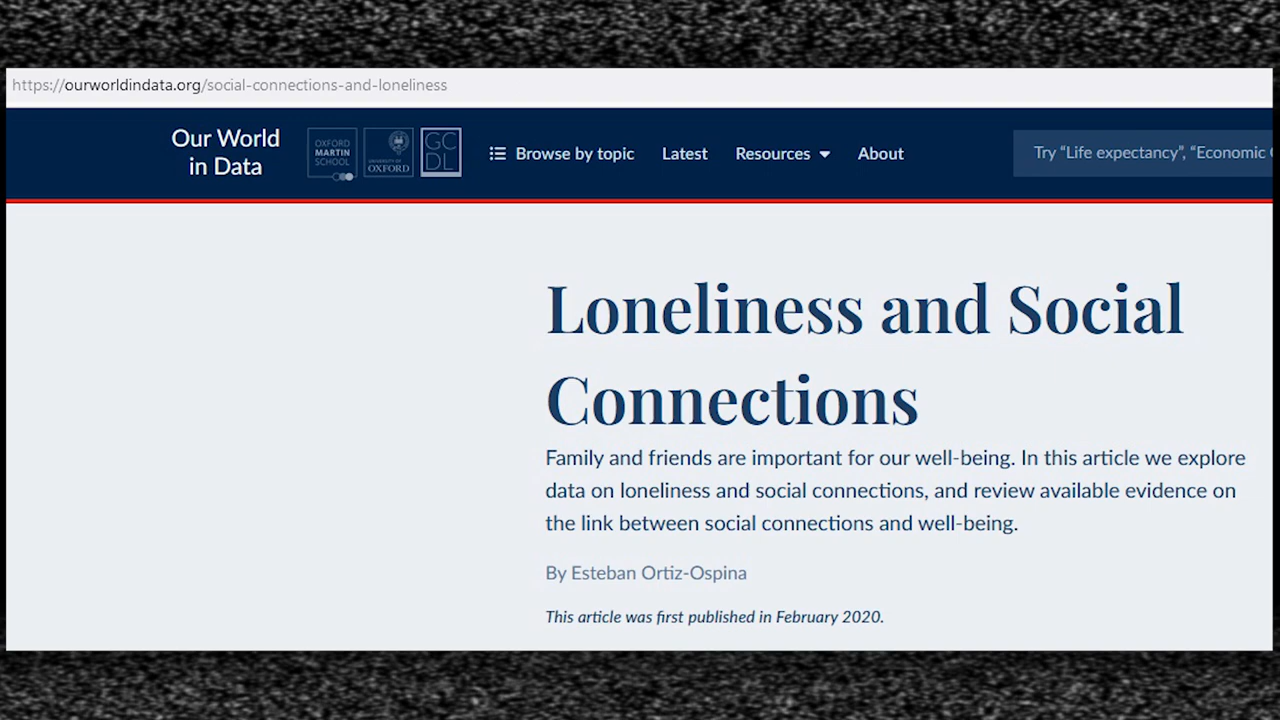 https://ourworldindata.org/social-connections-and-loneliness
Our World
in Data
OXFORD
MARTIN
SCHOOL
UNIVERSITY OF
OXFORD
GC
DL
Browse by topic
Latest
Resources
About
Try “Life expectancy”, “Economic
Loneliness and Social
Connections
Family and friends are important for our well-being. In this article we explore
data on loneliness and social connections, and review available evidence on
the link between social connections and well-being.
By Esteban Ortiz-Ospina
This article was first published in February 2020.